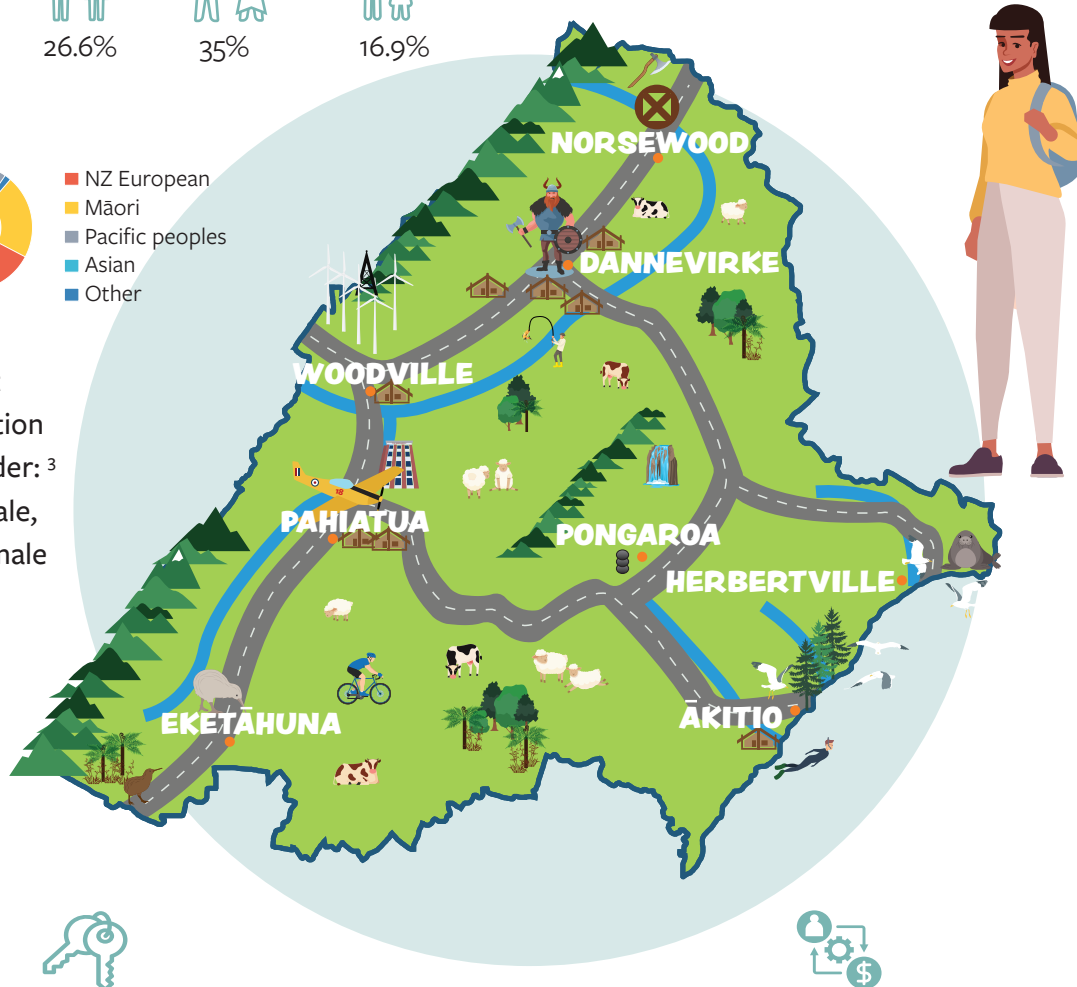 26.6%
35%
16.9%
NZ European
Māori
Pacific peoples
Asian
Other
tion
der: ³
ale,
nale
NORSEWOOD
DANNEVIRKE
WOODVILLE
PAHIATUA
18
PONGAROA
HERBERTVILLE
EKETĀHUNA
ĀKITIO
$